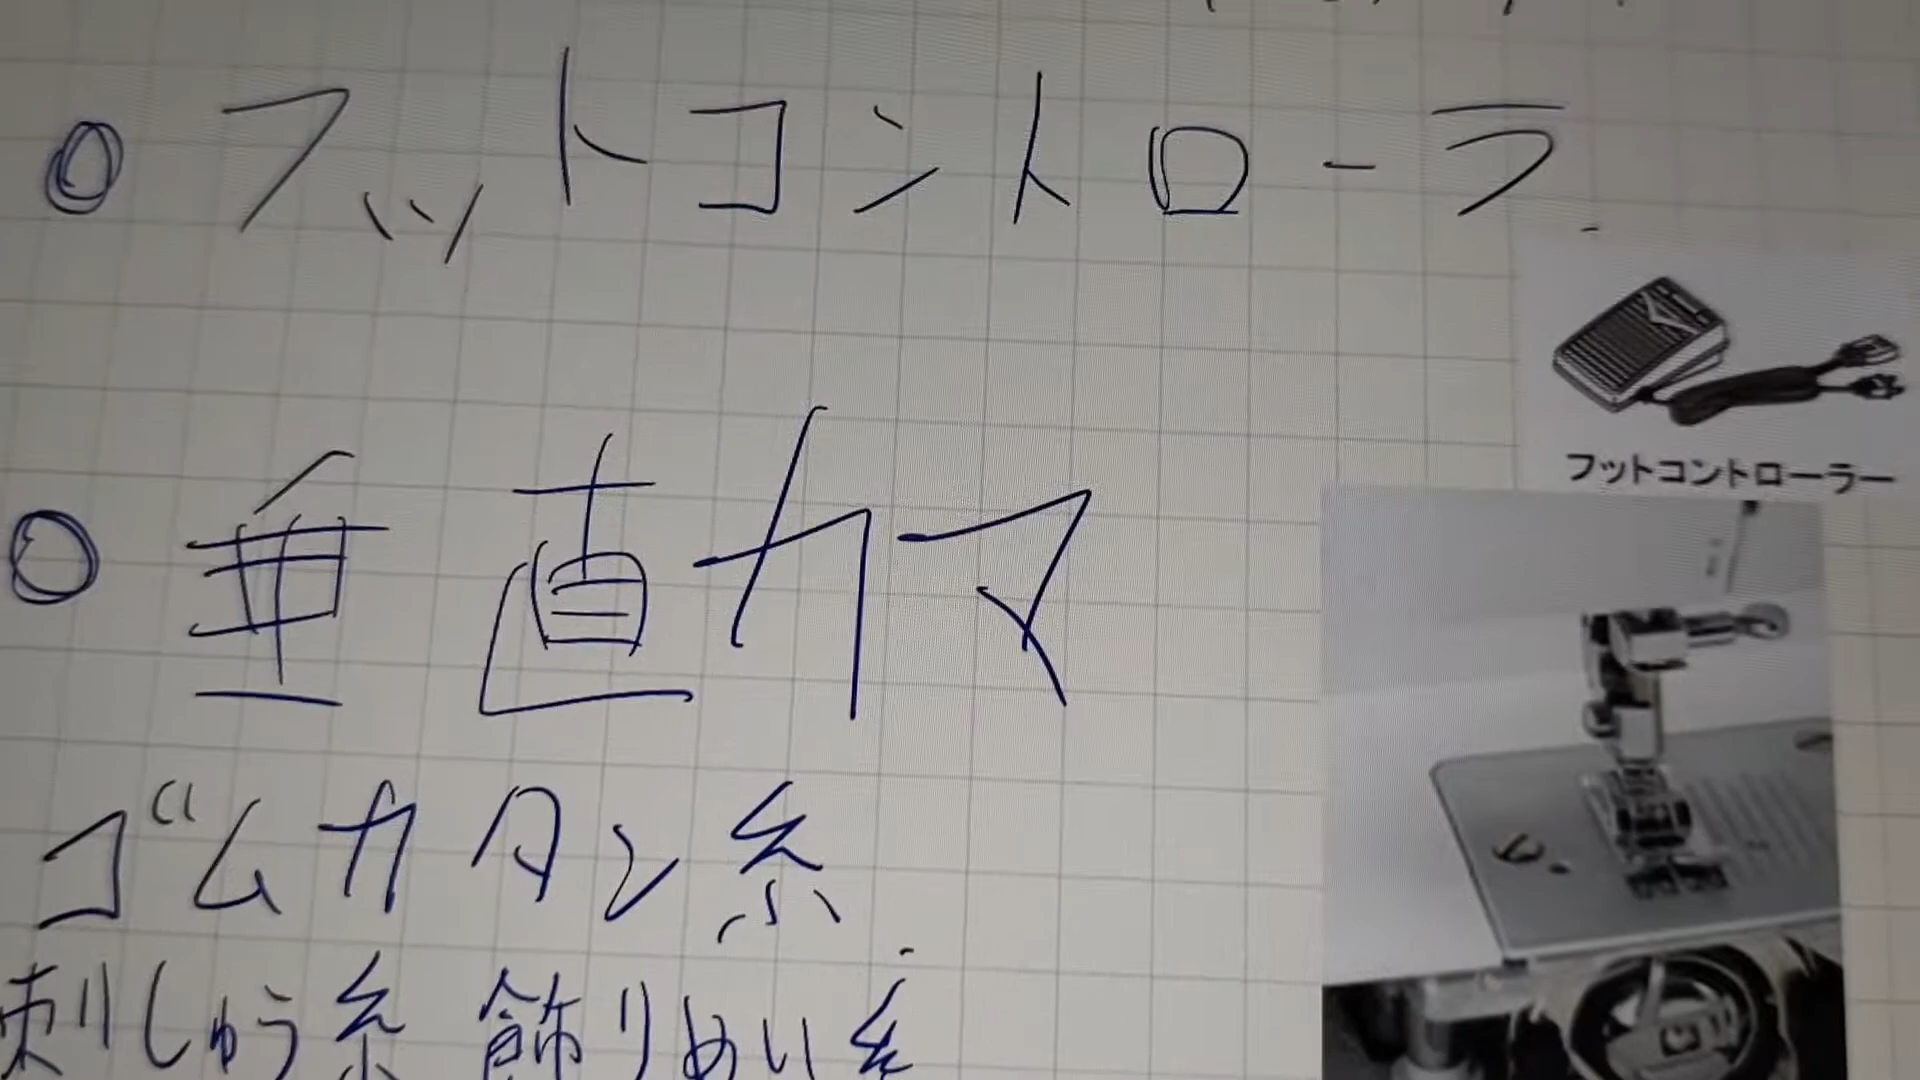 ○フットコントローラ
フットコントローラー
○垂直カマ
ゴムカタン糸
刺しゅう糸 飾りぬい糸